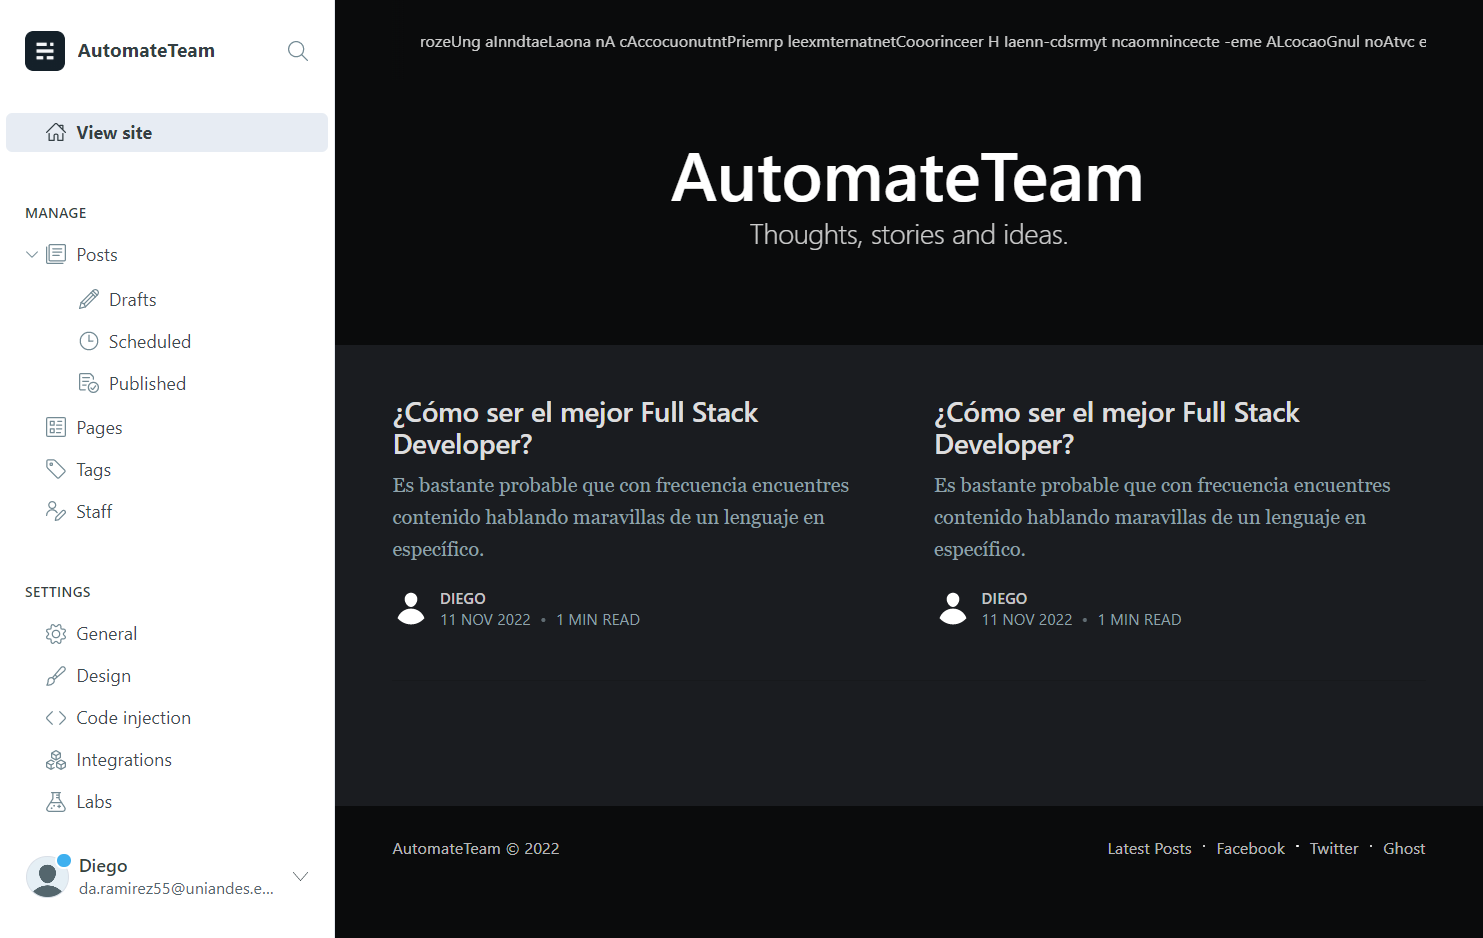 AutomateTeam
View site
MANAGE
Posts
Drafts
Scheduled
Published
Pages
Tags
Staff
SETTINGS
General
Design
Code injection
Integrations
Labs
Diego
da.ramirez55@uniandes.e...
rozeUng aInndtaeLaona nA cAccocuonutntPriemrp leexmternatnetCooorinceer H Iaenn-cdsrmyt ncaomnincecte -eme ALcocaoGnul noAtvc e
AutomateTeam
Thoughts, stories and ideas.
¿Cómo ser el mejor Full Stack
Developer?
Es bastante probable que con frecuencia encuentres
contenido hablando maravillas de un lenguaje en
específico.
DIEGO
11 NOV 2022 • 1 MIN READ
¿Cómo ser el mejor Full Stack
Developer?
Es bastante probable que con frecuencia encuentres
contenido hablando maravillas de un lenguaje en
específico.
DIEGO
11 NOV 2022 • 1 MIN READ
AutomateTeam © 2022
Latest Posts · Facebook · Twitter · Ghost